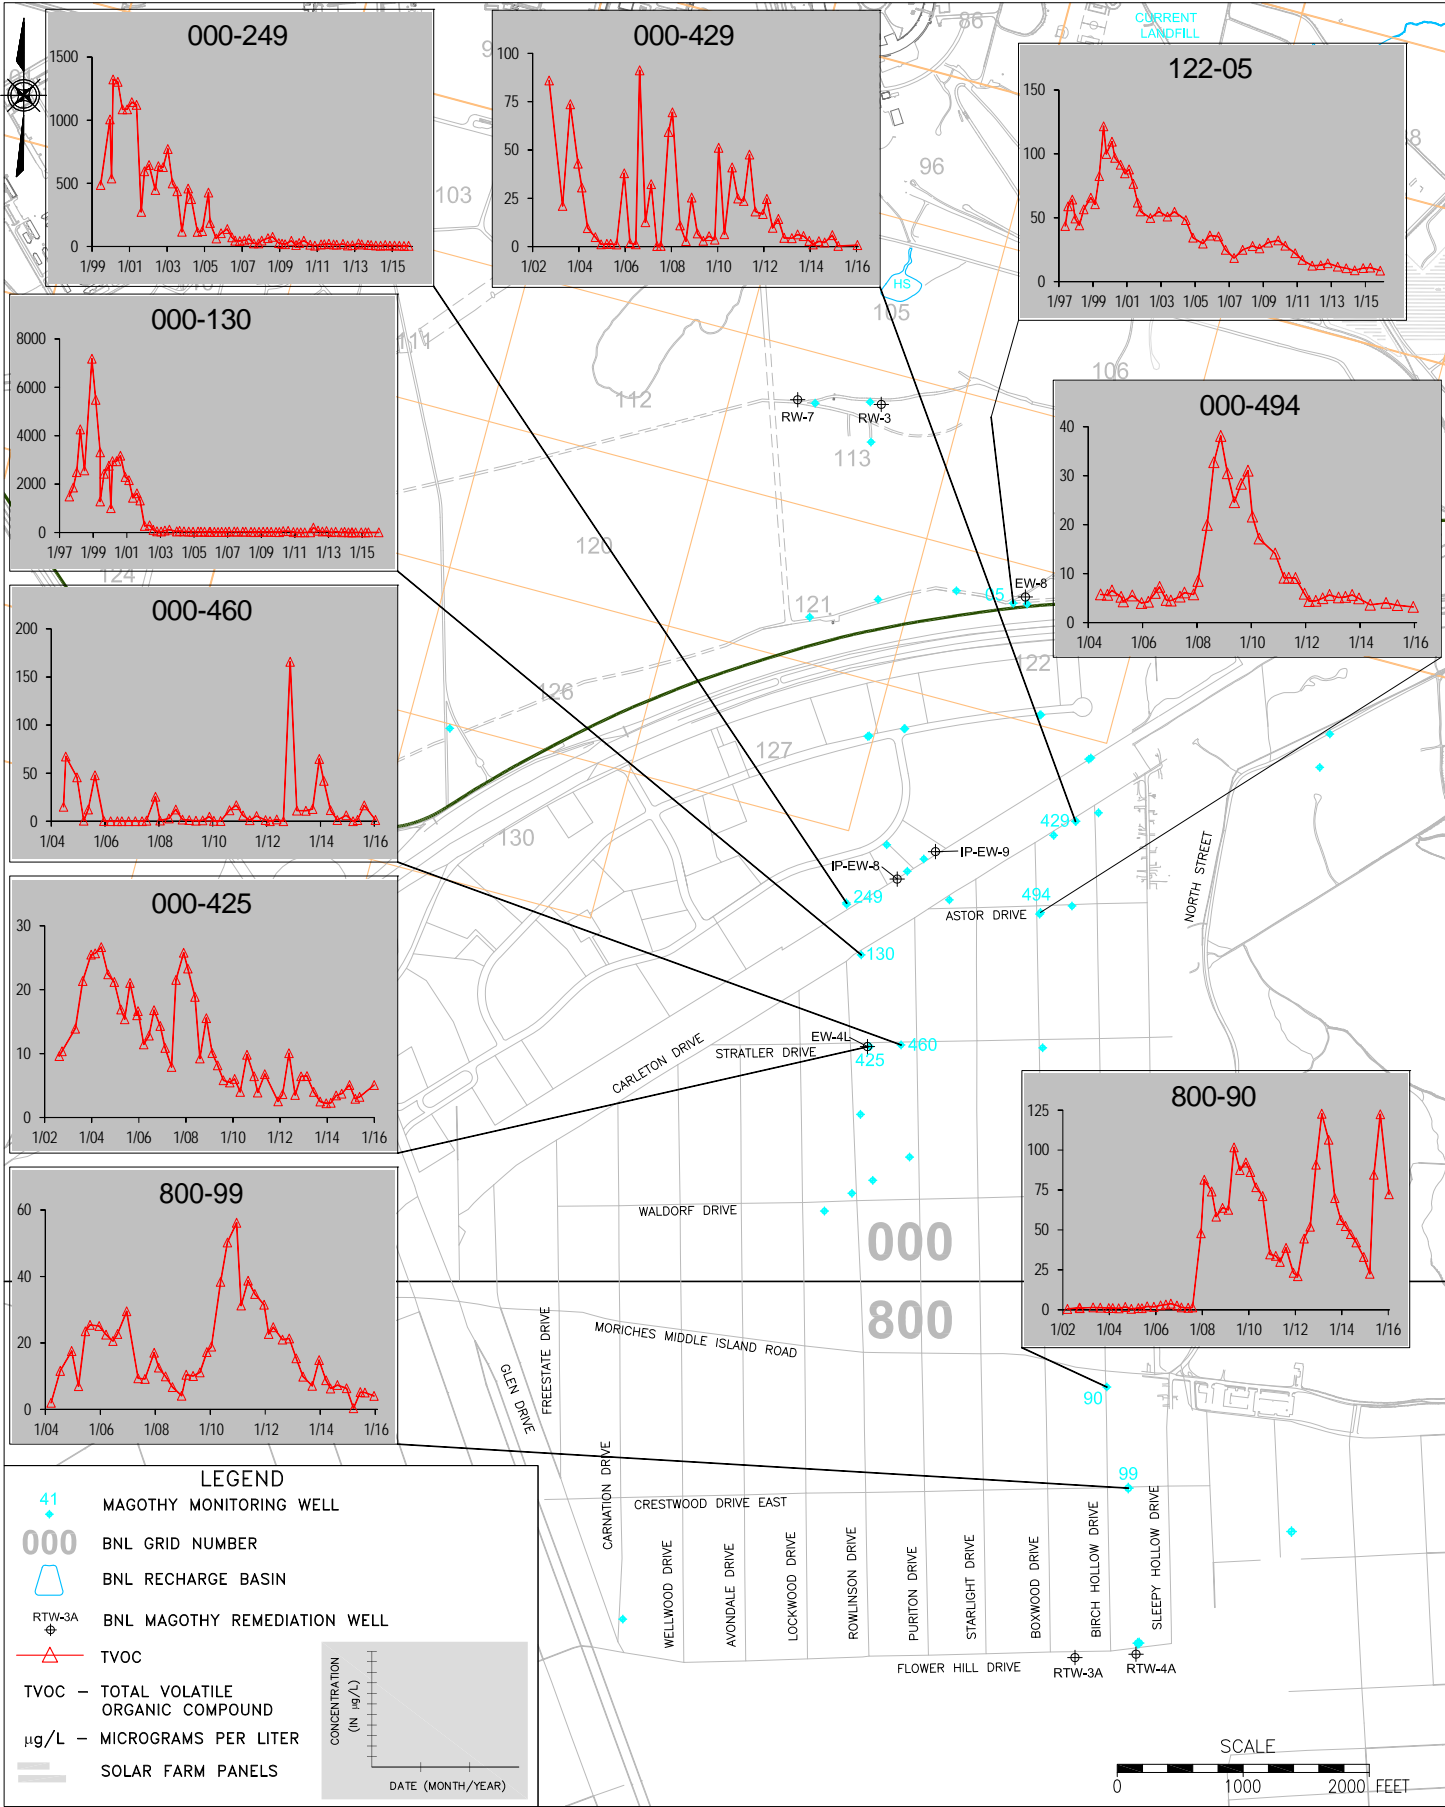 000-249
1500
1000
500
0
1/99 1/01 1/03 1/05 1/07 1/09 1/11 1/13 1/15
000-429
100
75
50
25
0
1/02 1/04 1/06 1/08 1/10 1/12 1/14 1/16
122-05
150
100
50
0
1/97 1/99 1/01 1/03 1/05 1/07 1/09 1/11 1/13 1/15
CURRENT
LANDFILL
86
96
103
HS
105
111
106
112
113
RW-7
RW-3
000-130
8000
6000
4000
2000
0
1/97 1/99 1/01 1/03 1/05 1/07 1/09 1/11 1/13 1/15
000-494
40
30
20
10
0
1/04 1/06 1/08 1/10 1/12 1/14 1/16
120
124
121
05
EW-8
122
126
127
130
000-460
200
150
100
50
0
1/04 1/06 1/08 1/10 1/12 1/14 1/16
429
IP-EW-9
IP-EW-8
249
494
ASTOR DRIVE
NORTH STREET
130
000-425
30
20
10
0
1/02 1/04 1/06 1/08 1/10 1/12 1/14 1/16
EW-4L
460
425
STRATLER DRIVE
CARLETON DRIVE
800-90
125
100
75
50
25
0
1/02 1/04 1/06 1/08 1/10 1/12 1/14 1/16
800-99
60
40
20
0
1/04 1/06 1/08 1/10 1/12 1/14 1/16
WALDORF DRIVE
000
800
MORICHES MIDDLE ISLAND ROAD
FREESTATE DRIVE
GLEN DRIVE
90
99
CRESTWOOD DRIVE EAST
CARNATION DRIVE
WELLWOOD DRIVE
AVONDALE DRIVE
LOCKWOOD DRIVE
ROWLINSON DRIVE
PURITON DRIVE
STARLIGHT DRIVE
BOXWOOD DRIVE
BIRCH HOLLOW DRIVE
SLEEPY HOLLOW DRIVE
FLOWER HILL DRIVE
RTW-3A
RTW-4A
LEGEND
41 MAGOTHY MONITORING WELL
000 BNL GRID NUMBER
BNL RECHARGE BASIN
RTW-3A BNL MAGOTHY REMEDIATION WELL
TVOC
TVOC – TOTAL VOLATILE
ORGANIC COMPOUND
µg/L – MICROGRAMS PER LITER
SOLAR FARM PANELS
CONCENTRATION
(IN µg/L)
DATE (MONTH/YEAR)
SCALE
0 1000 2000 FEET